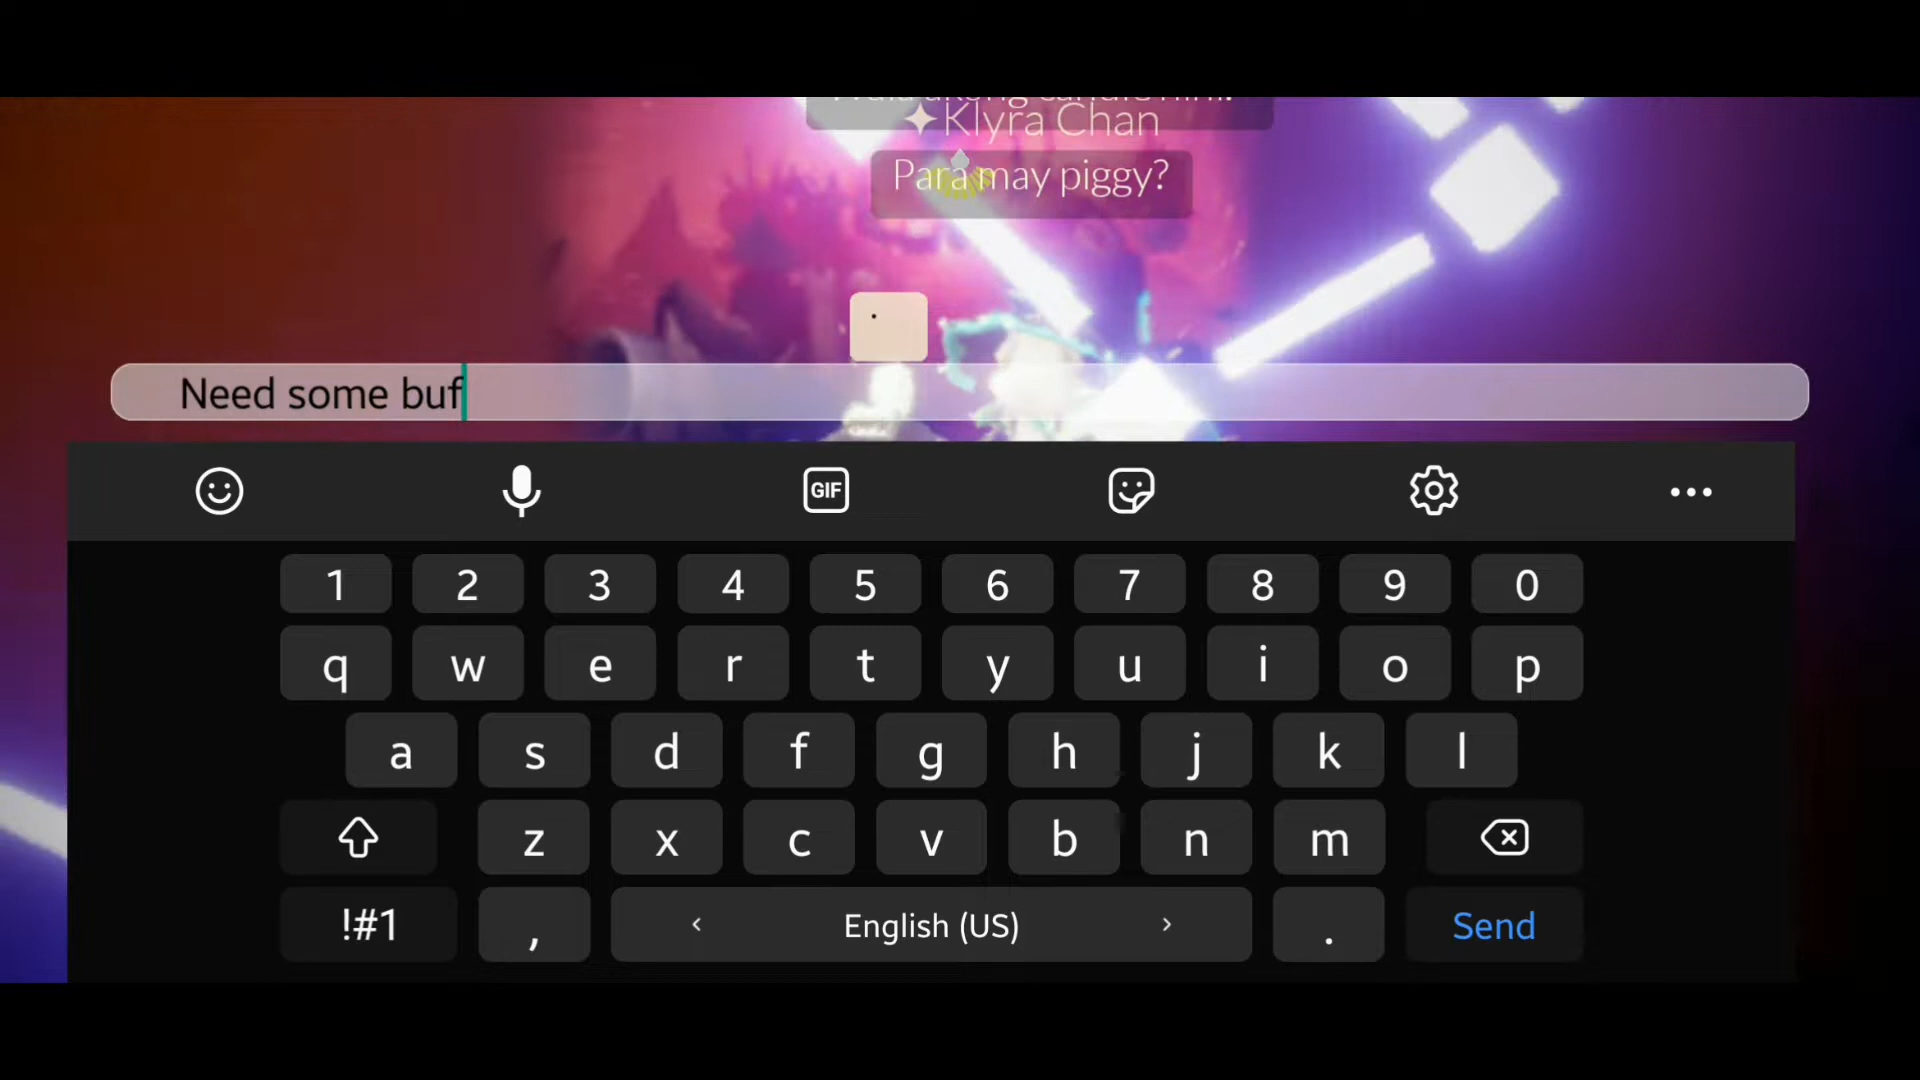 ✦Klyra Chan
Para may piggy?
Need some buf
GIF
1 2 3 4 5 6 7 8 9 0
q w e r t y u i o p
a s d f g h j k l
z x c v b n m
!#1 , < English (US) > . Send